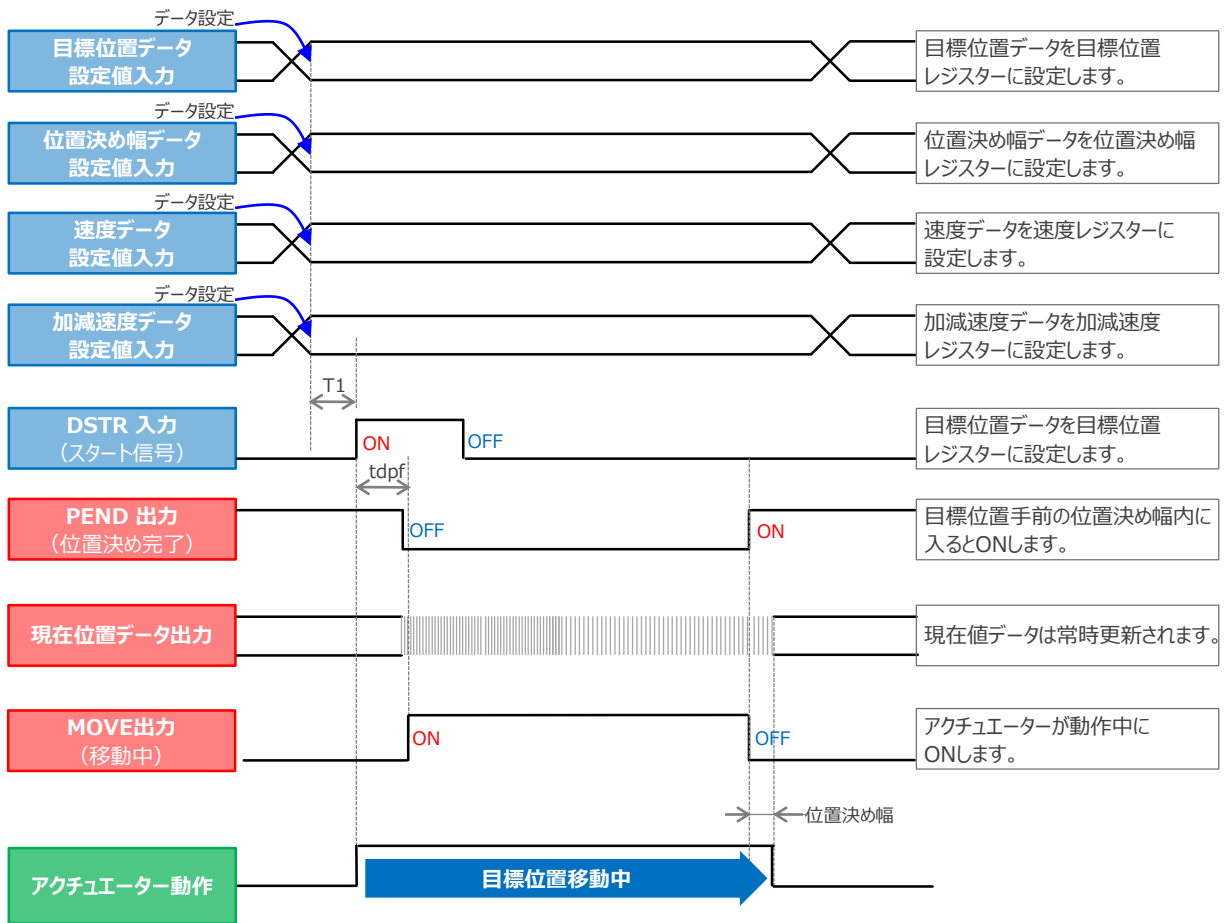 データ設定
目標位置データ
設定値入力
目標位置データを目標位置
レジスターに設定します。
データ設定
位置決め幅データ
設定値入力
位置決め幅データを位置決め幅
レジスターに設定します。
データ設定
速度データ
設定値入力
速度データを速度レジスターに
設定します。
データ設定
加減速度データ
設定値入力
加減速度データを加減速度
レジスターに設定します。
T1
DSTR 入力
（スタート信号）
ON
OFF
目標位置データを目標位置
レジスターに設定します。
tdpf
PEND 出力
（位置決め完了）
OFF
ON
目標位置手前の位置決め幅内に
入るとONします。
現在位置データ出力
現在値データは常時更新されます。
MOVE出力
（移動中）
ON
OFF
アクチュエーターが動作中に
ONします。
位置決め幅
アクチュエーター動作
目標位置移動中